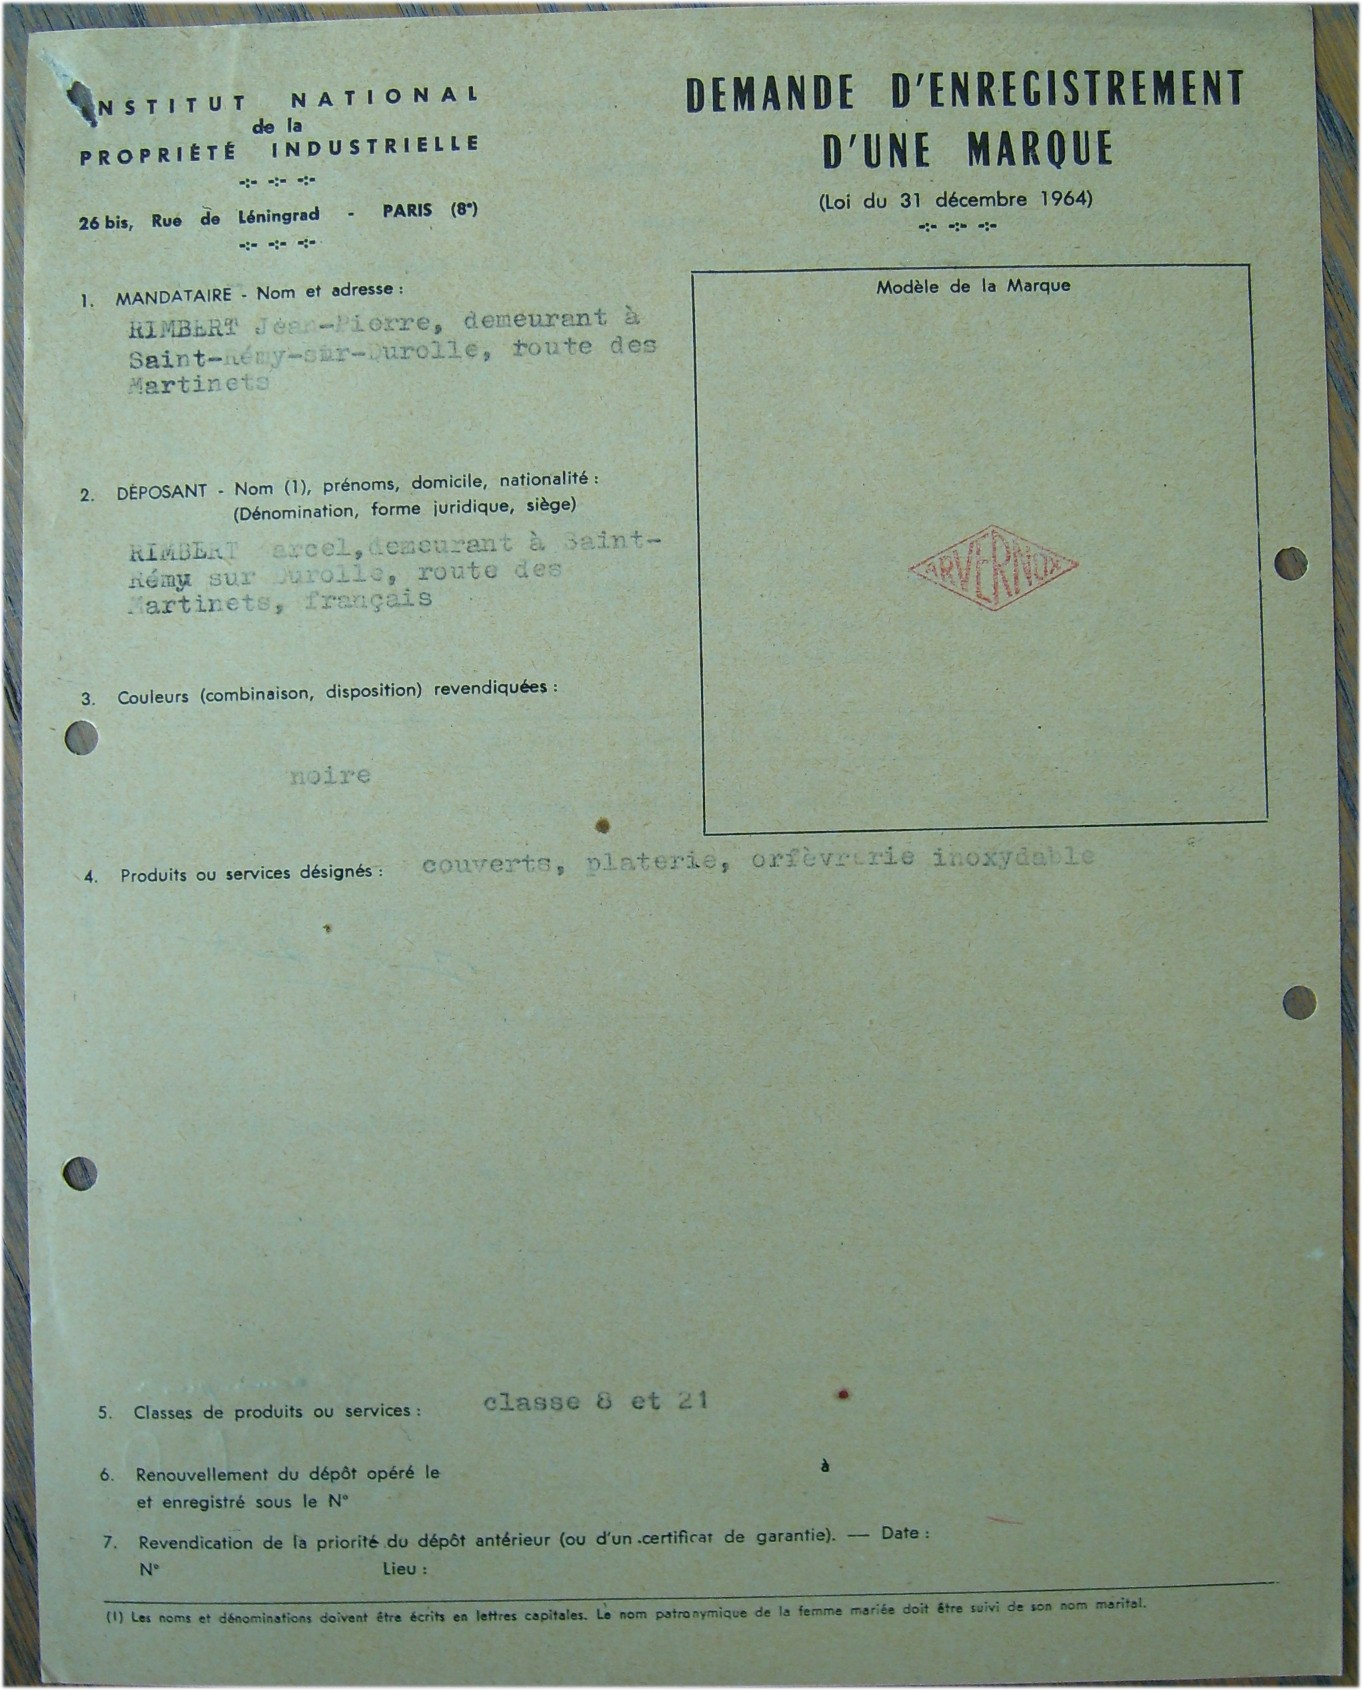 INSTITUT NATIONAL
de la
PROPRIÉTÉ INDUSTRIELLE
26 bis, Rue de Léningrad - PARIS (8e)
DEMANDE D'ENREGISTREMENT
D'UNE MARQUE
(Loi du 31 décembre 1964)
1. MANDATAIRE - Nom et adresse :
RIMBERT Jean-Pierre, demeurant à
Saint-Rémy-sur-Durolle, route des
Martinets
2. DÉPOSANT - Nom (1), prénoms, domicile, nationalité :
(Dénomination, forme juridique, siège)
RIMBERT Marcel,demeurant à Saint-
Rémy sur Durolle, route des
Martinets, français
3. Couleurs (combinaison, disposition) revendiquées :
noire
Modèle de la Marque
ARVERNOX
4. Produits ou services désignés : couverts, platerie, orfèvrerie inoxydable
5. Classes de produits ou services : classe 8 et 21
6. Renouvellement du dépôt opéré le à
et enregistré sous le N°
7. Revendication de la priorité du dépôt antérieur (ou d'un certificat de garantie). — Date :
N° Lieu :
(1) Les noms et dénominations doivent être écrits en lettres capitales. Le nom patronymique de la femme mariée doit être suivi de son nom marital.